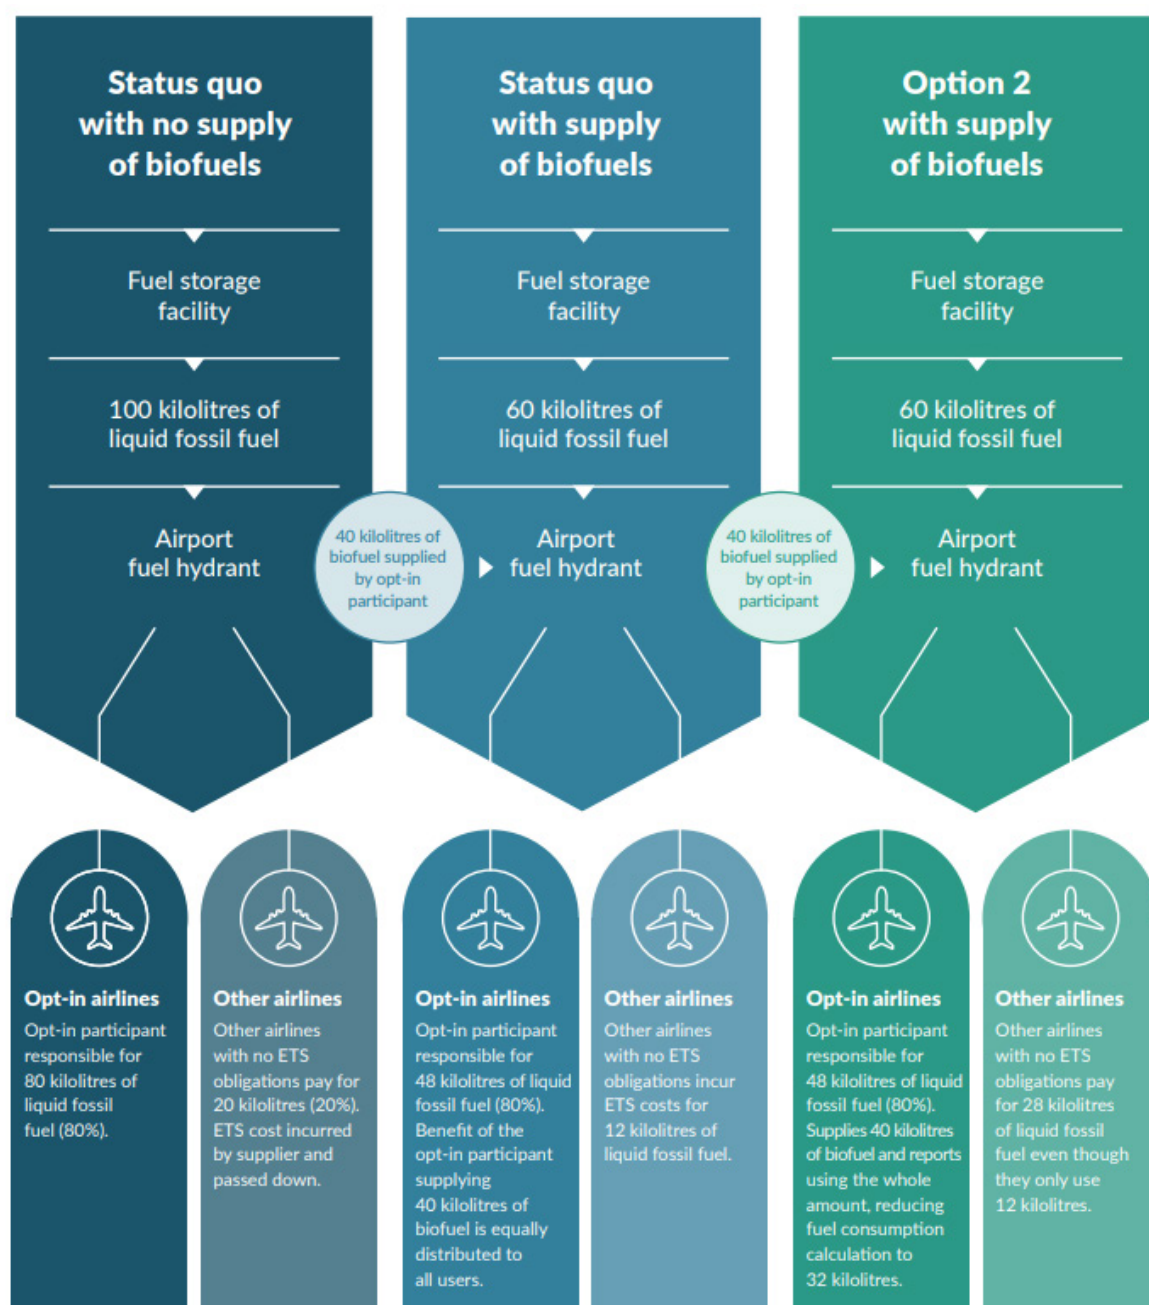 Status quo
with no supply
of biofuels
Fuel storage
facility
100 kilolitres of
liquid fossil fuel
Airport
fuel hydrant
Status quo
with supply
of biofuels
Fuel storage
facility
60 kilolitres of
liquid fossil fuel
40 kilolitres of
biofuel supplied
by opt-in
participant
Airport
fuel hydrant
Option 2
with supply
of biofuels
Fuel storage
facility
60 kilolitres of
liquid fossil fuel
40 kilolitres of
biofuel supplied
by opt-in
participant
Airport
fuel hydrant
Opt-in airlines
Opt-in participant
responsible for
80 kilolitres of
liquid fossil
fuel (80%).
Other airlines
Other airlines
with no ETS
obligations pay for
20 kilolitres (20%).
ETS cost incurred
by supplier and
passed down.
Opt-in airlines
Opt-in participant
responsible for
48 kilolitres of liquid
fossil fuel (80%).
Benefit of the
opt-in participant
supplying
40 kilolitres of
biofuel is equally
distributed to
all users.
Other airlines
Other airlines
with no ETS
obligations incur
ETS costs for
12 kilolitres of
liquid fossil fuel.
Opt-in airlines
Opt-in participant
responsible for
48 kilolitres of liquid
fossil fuel (80%).
Supplies 40 kilolitres
of biofuel and reports
using the whole
amount, reducing
fuel consumption
calculation to
32 kilolitres.
Other airlines
Other airlines
with no ETS
obligations pay
for 28 kilolitres
of liquid fossil
fuel even though
they only use
12 kilolitres.